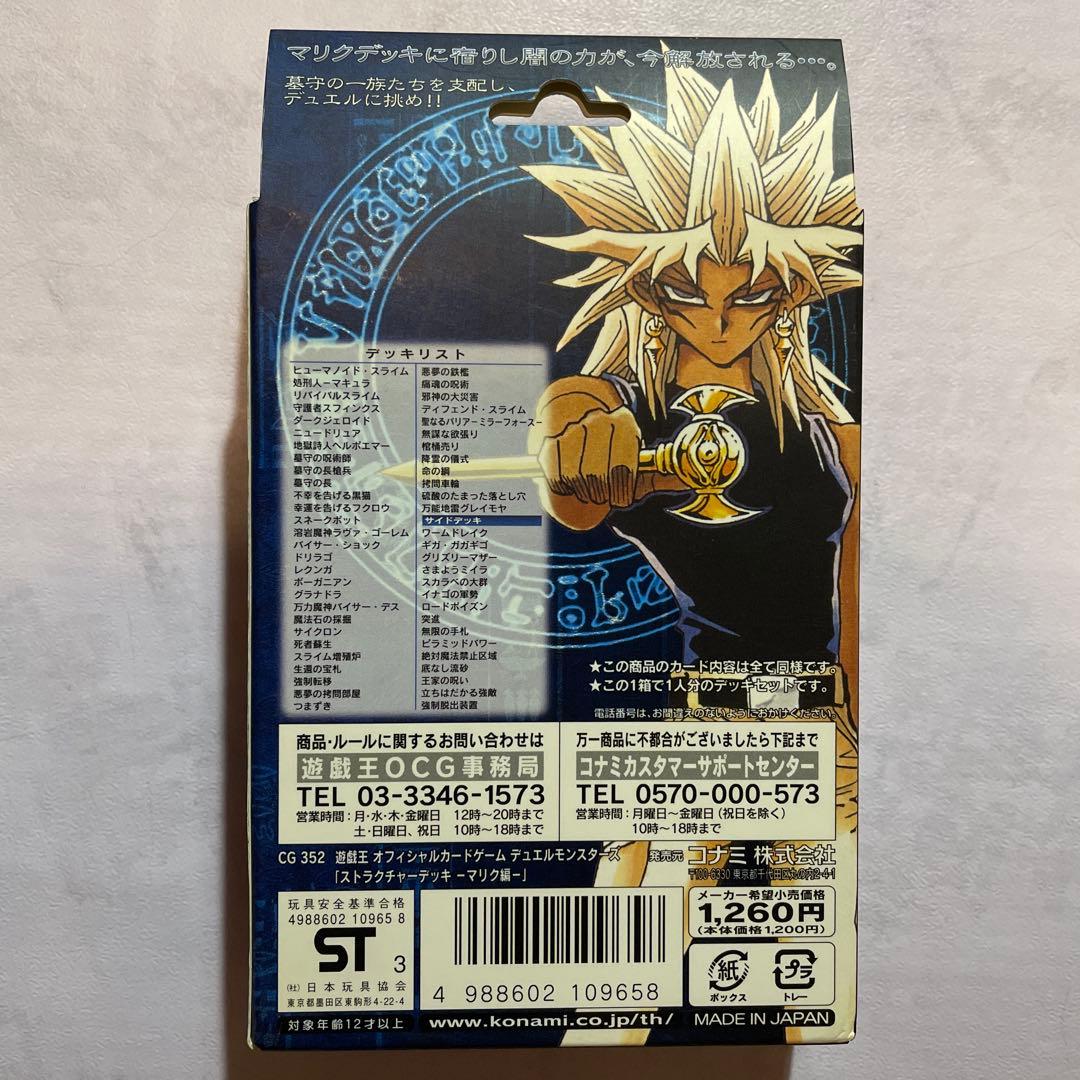 マリクデッキに宿りし闇の力が、今解放される…。
墓守の一族たちを支配し、
デュエルに挑め!!
デッキリスト
ヒューマノイド・スライム
処刑人−マキュラ
リバイバルスライム
守護者スフィンクス
ダークジェロイド
ニュードリュア
地獄詩人ヘルポエマー
墓守の呪術師
墓守の長槍兵
墓守の長
不幸を告げる黒猫
幸運を告げるフクロウ
スネークポット
溶岩魔神ラヴァ・ゴーレム
バイサー・ショック
ドリラゴ
レクンガ
ボーガニアン
グラナドラ
万力魔神バイサー・デス
魔法石の採掘
サイクロン
死者蘇生
スライム増殖炉
生還の宝札
強制転移
悪夢の拷問部屋
つまずき
悪夢の鉄檻
痛魂の呪術
邪神の大災害
ディフェンド・スライム
聖なるバリア−ミラーフォース−
無謀な欲張り
棺桶売り
降霊の儀式
命の綱
拷問車輪
硫酸のたまった落とし穴
万能地雷グレイモヤ
サイドデッキ
ワームドレイク
ギガ・ガガギゴ
グリズリーマザー
さまようミイラ
スカラベの大群
イナゴの軍勢
ロードポイズン
突進
無限の手札
ピラミッドパワー
絶対魔法禁止区域
底なし流砂
王家の呪い
立ちはだかる強敵
強制脱出装置
★この商品のカード内容は全て同様です。
★この1箱で1人分のデッキセットです。
電話番号は、お間違えのないようにおかけください。
商品・ルールに関するお問い合わせは
遊戯王OCG事務局
TEL 03-3346-1573
営業時間:月・水・木・金曜日 12時〜20時まで
土・日曜日、祝日 10時〜18時まで
万一商品に不都合がございましたら下記まで
コナミカスタマーサポートセンター
TEL 0570-000-573
営業時間:月曜日〜金曜日(祝日を除く)
10時〜18時まで
CG 352 遊戯王 オフィシャルカードゲーム デュエルモンスターズ
「ストラクチャーデッキ −マリク編−」
発売元 コナミ 株式会社
〒100-6330 東京都千代田区丸の内2-4-1
玩具安全基準合格
4988602 10965 8
ST 3
(社)日本玩具協会
東京都墨田区東駒形4-22-4
対象年齢12才以上
4 988602 109658
www.konami.co.jp/th/
メーカー希望小売価格
1,260円
(本体価格1,200円)
紙
ボックス
プラ
トレー
MADE IN JAPAN